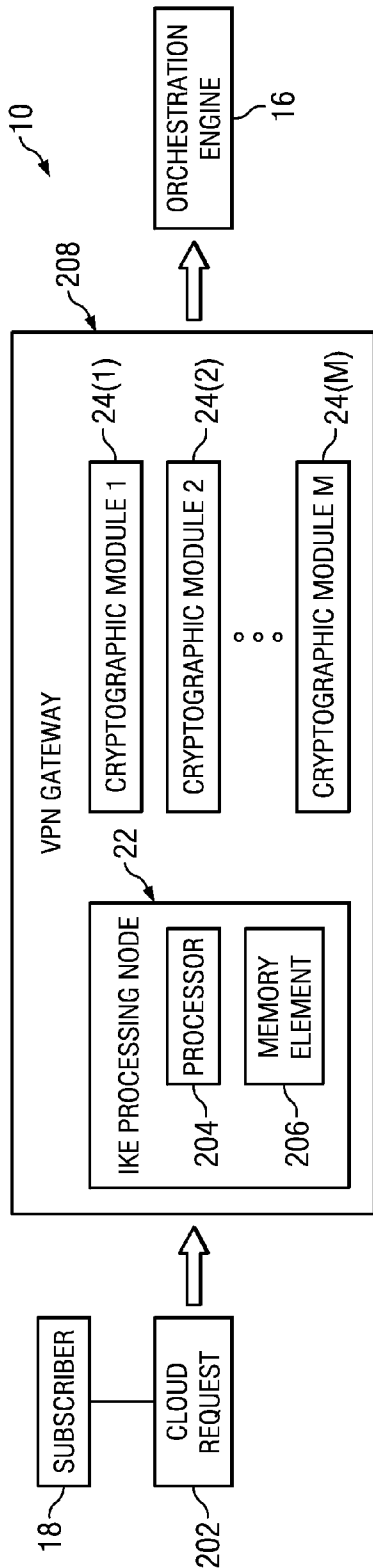 10
SUBSCRIBER
18
CLOUD
REQUEST
202
208
VPN GATEWAY
22
IKE PROCESSING NODE
PROCESSOR
204
MEMORY
ELEMENT
206
CRYPTOGRAPHIC MODULE 1
24(1)
CRYPTOGRAPHIC MODULE 2
24(2)
CRYPTOGRAPHIC MODULE M
24(M)
ORCHESTRATION
ENGINE
16